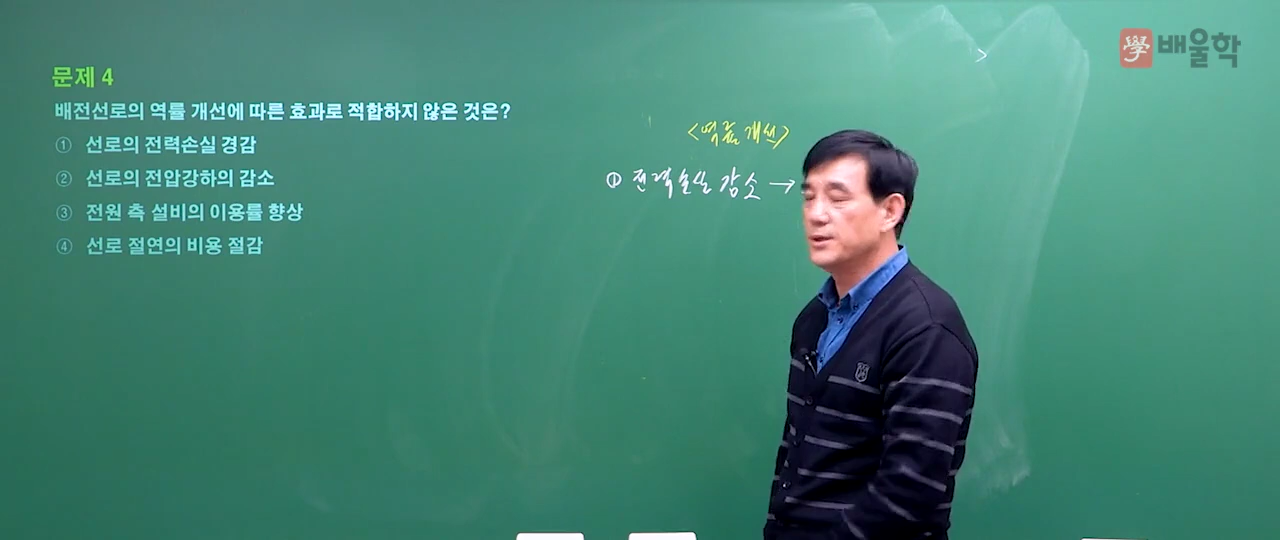 學 배울학
문제 4
배전선로의 역률 개선에 따른 효과로 적합하지 않은 것은?
① 선로의 전력손실 경감
② 선로의 전압강하의 감소
③ 전원 측 설비의 이용률 향상
④ 선로 절연의 비용 절감
<역률 개선>
① 전력손실 감소 →